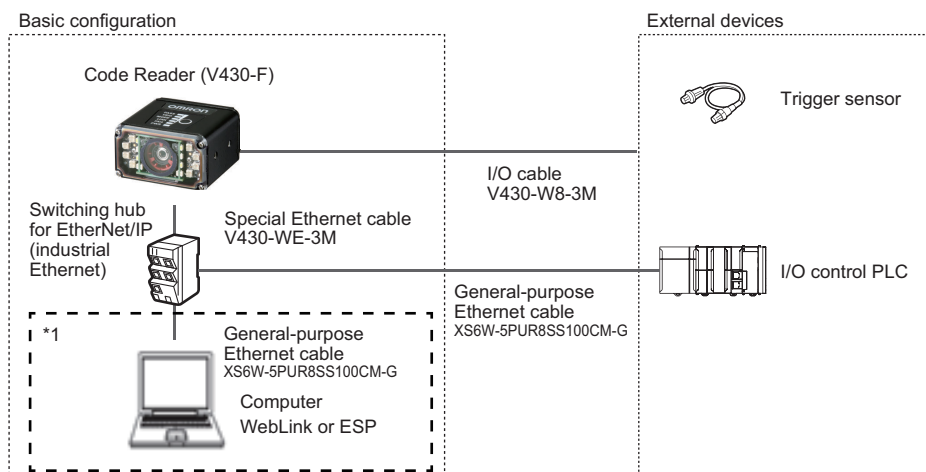 Basic configuration
External devices
Code Reader (V430-F)
OMRON
Trigger sensor
I/O cable
V430-W8-3M
Switching hub
for EtherNet/IP
(industrial
Ethernet)
Special Ethernet cable
V430-WE-3M
I/O control PLC
General-purpose
Ethernet cable
XS6W-5PUR8SS100CM-G
*1
General-purpose
Ethernet cable
XS6W-5PUR8SS100CM-G
Computer
WebLink or ESP